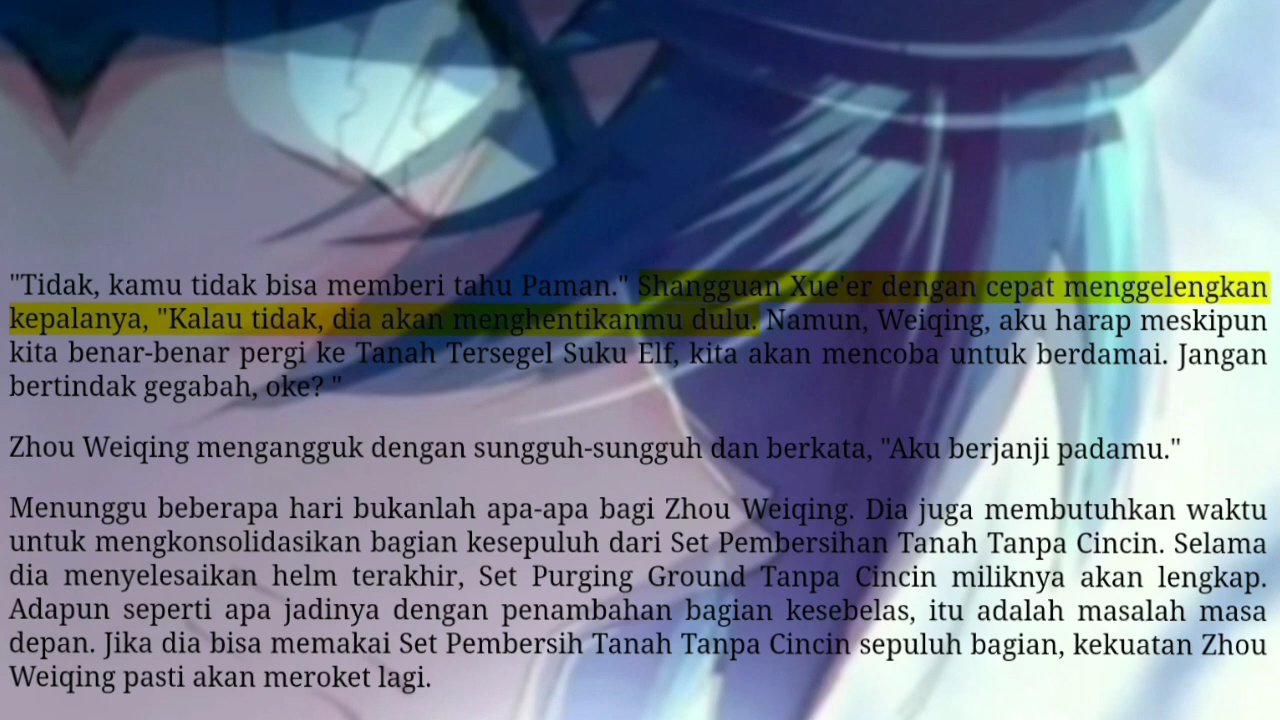 "Tidak, kamu tidak bisa memberi tahu Paman." Shangguan Xue'er dengan cepat menggelengkan
kepalanya, "Kalau tidak, dia akan menghentikanmu dulu. Namun, Weiqing, aku harap meskipun
kita benar-benar pergi ke Tanah Tersegel Suku Elf, kita akan mencoba untuk berdamai. Jangan
bertindak gegabah, oke? "
Zhou Weiqing mengangguk dengan sungguh-sungguh dan berkata, "Aku berjanji padamu."
Menunggu beberapa hari bukanlah apa-apa bagi Zhou Weiqing. Dia juga membutuhkan waktu
untuk mengkonsolidasikan bagian kesepuluh dari Set Pembersihan Tanah Tanpa Cincin. Selama
dia menyelesaikan helm terakhir, Set Purging Ground Tanpa Cincin miliknya akan lengkap.
Adapun seperti apa jadinya dengan penambahan bagian kesebelas, itu adalah masalah masa
depan. Jika dia bisa memakai Set Pembersih Tanah Tanpa Cincin sepuluh bagian, kekuatan Zhou
Weiqing pasti akan meroket lagi.